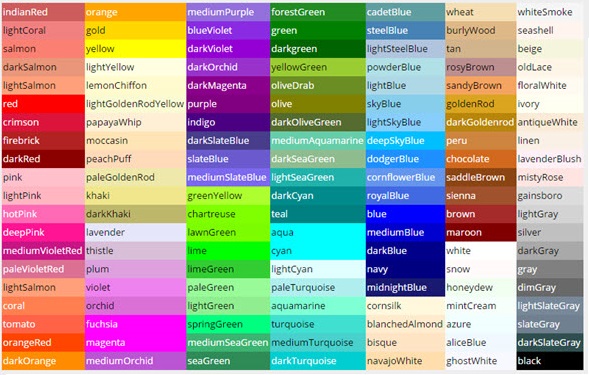 indianRed orange mediumPurple forestGreen cadetBlue wheat whiteSmoke
lightCoral gold blueViolet green steelBlue burlyWood seashell
salmon yellow darkViolet darkgreen lightSteelBlue tan beige
darkSalmon lightYellow darkOrchid yellowGreen powderBlue rosyBrown oldLace
lightSalmon lemonChiffon darkMagenta oliveDrab lightBlue sandyBrown floralWhite
red lightGoldenRodYellow purple olive skyBlue goldenRod ivory
crimson papayaWhip indigo darkOliveGreen lightSkyBlue darkGoldenrod antiqueWhite
firebrick moccasin darkSlateBlue mediumAquamarine deepSkyBlue peru linen
darkRed peachPuff slateBlue darkSeaGreen dodgerBlue chocolate lavenderBlush
pink paleGoldenRod mediumSlateBlue lightSeaGreen cornflowerBlue saddleBrown mistyRose
lightPink khaki greenYellow darkCyan royalBlue sienna gainsboro
hotPink darkKhaki chartreuse teal blue brown lightGray
deepPink lavender lawnGreen aqua mediumBlue maroon silver
mediumVioletRed thistle lime cyan darkBlue white darkGray
paleVioletRed plum limeGreen lightCyan navy snow gray
lightSalmon violet paleGreen paleTurquoise midnightBlue honeydew dimGray
coral orchid lightGreen aquamarine cornsilk mintCream lightSlateGray
tomato fuchsia springGreen turquoise blanchedAlmond azure slateGray
orangeRed magenta mediumSeaGreen mediumTurquoise bisque aliceBlue darkSlateGray
darkOrange mediumOrchid seaGreen darkTurquoise navajoWhite ghostWhite black